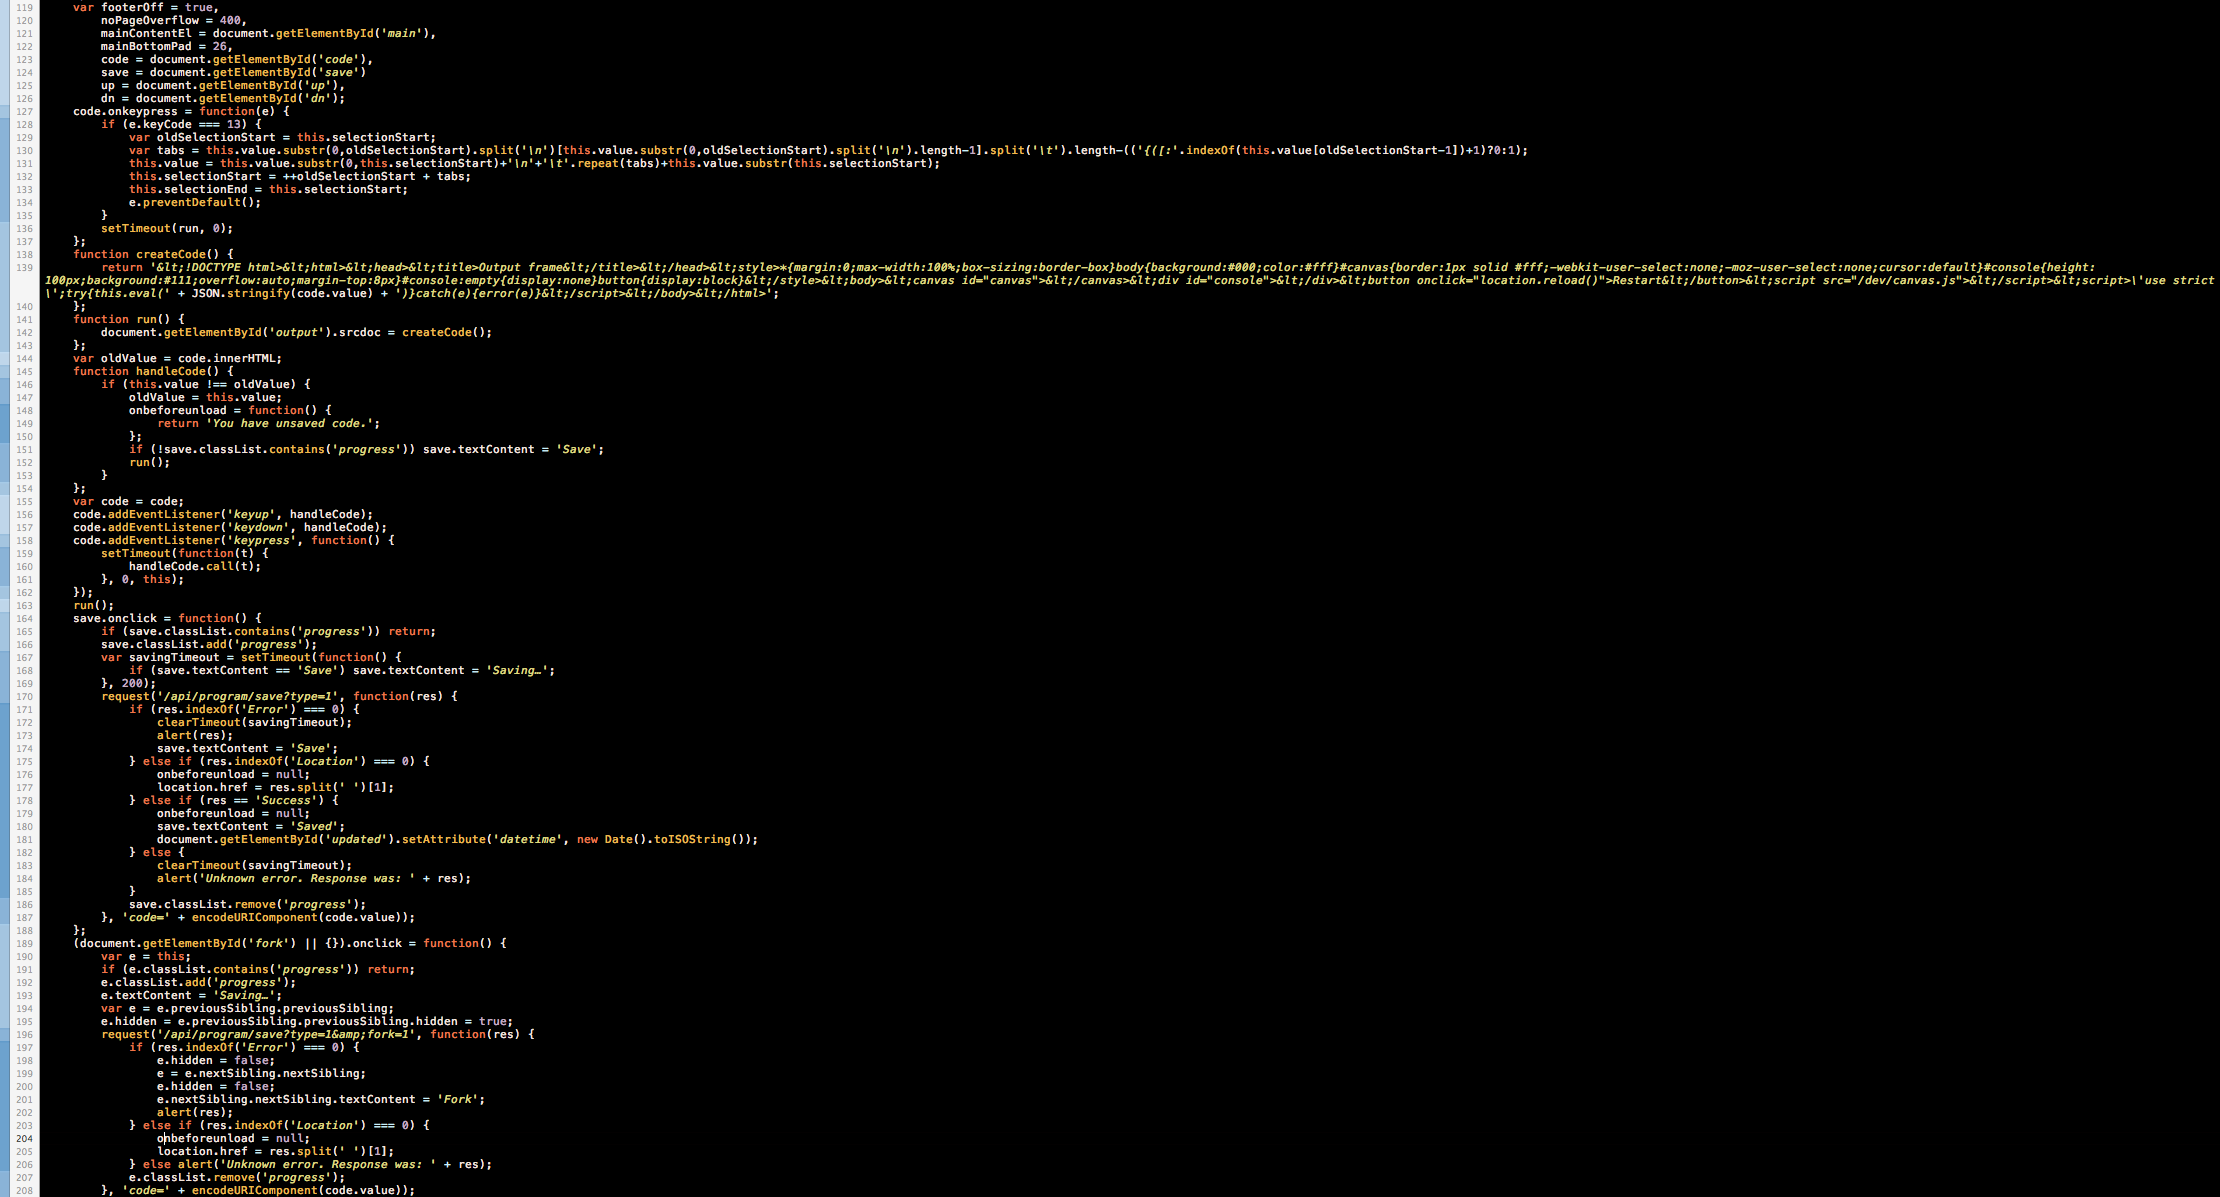 119 var footerOff = true,
120 noPageOverflow = 400,
121 mainContentEl = document.getElementById('main'),
122 mainBottomPad = 26,
123 code = document.getElementById('code'),
124 save = document.getElementById('save')
125 up = document.getElementById('up'),
126 dn = document.getElementById('dn');
127 code.onkeypress = function(e) {
128 if (e.keyCode === 13) {
129 var oldSelectionStart = this.selectionStart;
130 var tabs = this.value.substr(0,oldSelectionStart).split('\n')[this.value.substr(0,oldSelectionStart).split('\n').length-1].split('\t').length-(('{([:'.indexOf(this.value[oldSelectionStart-1])+1)?0:1);
131 this.value = this.value.substr(0,this.selectionStart)+'\n'+'\t'.repeat(tabs)+this.value.substr(this.selectionStart);
132 this.selectionStart = ++oldSelectionStart + tabs;
133 this.selectionEnd = this.selectionStart;
134 e.preventDefault();
135 }
136 setTimeout(run, 0);
137 };
138 function createCode() {
139 return '&lt;!DOCTYPE html>&lt;html>&lt;head>&lt;title>Output frame&lt;/title>&lt;/head>&lt;style>*{margin:0;max-width:100%;box-sizing:border-box}body{background:#000;color:#fff}#canvas{border:1px solid #fff;-webkit-user-select:none;-moz-user-select:none;cursor:default}#console{height:
100px;background:#111;overflow:auto;margin-top:8px}#console:empty{display:none}button{display:block}&lt;/style>&lt;body>&lt;canvas id="canvas">&lt;/canvas>&lt;div id="console">&lt;/div>&lt;button onclick="location.reload()">Restart&lt;/button>&lt;script src="/dev/canvas.js">&lt;/script>&lt;script>\'use strict
\';try{this.eval(' + JSON.stringify(code.value) + ')}catch(e){error(e)}&lt;/script>&lt;/body>&lt;/html>';
140 };
141 function run() {
142 document.getElementById('output').srcdoc = createCode();
143 };
144 var oldValue = code.innerHTML;
145 function handleCode() {
146 if (this.value !== oldValue) {
147 oldValue = this.value;
148 onbeforeunload = function() {
149 return 'You have unsaved code.';
150 };
151 if (!save.classList.contains('progress')) save.textContent = 'Save';
152 run();
153 }
154 };
155 var code = code;
156 code.addEventListener('keyup', handleCode);
157 code.addEventListener('keydown', handleCode);
158 code.addEventListener('keypress', function() {
159 setTimeout(function(t) {
160 handleCode.call(t);
161 }, 0, this);
162 });
163 run();
164 save.onclick = function() {
165 if (save.classList.contains('progress')) return;
166 save.classList.add('progress');
167 var savingTimeout = setTimeout(function() {
168 if (save.textContent == 'Save') save.textContent = 'Saving…';
169 }, 200);
170 request('/api/program/save?type=1', function(res) {
171 if (res.indexOf('Error') === 0) {
172 clearTimeout(savingTimeout);
173 alert(res);
174 save.textContent = 'Save';
175 } else if (res.indexOf('Location') === 0) {
176 onbeforeunload = null;
177 location.href = res.split(' ')[1];
178 } else if (res == 'Success') {
179 onbeforeunload = null;
180 save.textContent = 'Saved';
181 document.getElementById('updated').setAttribute('datetime', new Date().toISOString());
182 } else {
183 clearTimeout(savingTimeout);
184 alert('Unknown error. Response was: ' + res);
185 }
186 save.classList.remove('progress');
187 }, 'code=' + encodeURIComponent(code.value));
188 };
189 (document.getElementById('fork') || {}).onclick = function() {
190 var e = this;
191 if (e.classList.contains('progress')) return;
192 e.classList.add('progress');
193 e.textContent = 'Saving…';
194 var e = e.previousSibling.previousSibling;
195 e.hidden = e.previousSibling.previousSibling.hidden = true;
196 request('/api/program/save?type=1&amp;fork=1', function(res) {
197 if (res.indexOf('Error') === 0) {
198 e.hidden = false;
199 e = e.nextSibling.nextSibling;
200 e.hidden = false;
201 e.nextSibling.nextSibling.textContent = 'Fork';
202 alert(res);
203 } else if (res.indexOf('Location') === 0) {
204 onbeforeunload = null;
205 location.href = res.split(' ')[1];
206 } else alert('Unknown error. Response was: ' + res);
207 e.classList.remove('progress');
208 }, 'code=' + encodeURIComponent(code.value));